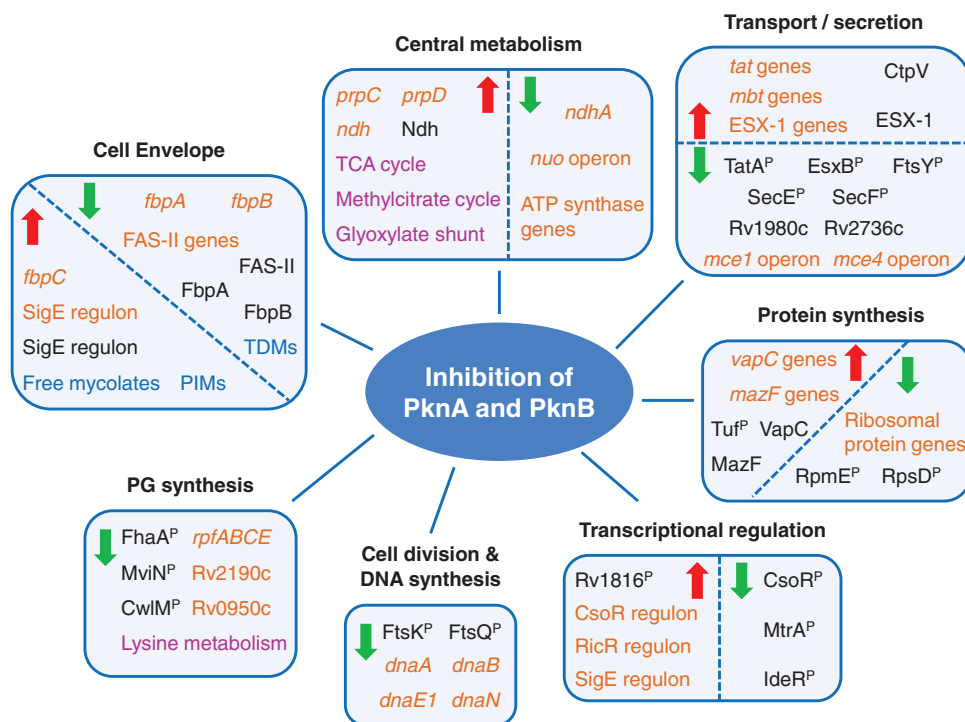 Transport / secretion
tat genes
CtpV
mbt genes
ESX-1 genes
ESX-1
TatAᴾ EsxBᴾ FtsYᴾ
SecEᴾ SecFᴾ
Rv1980c Rv2736c
mce1 operon mce4 operon
Central metabolism
prpC prpD
ndh Ndh
TCA cycle
Methylcitrate cycle
Glyoxylate shunt
ndhA
nuo operon
ATP synthase
genes
Cell Envelope
fbpA fbpB
FAS-II genes
FAS-II
FbpA
FbpB
TDMs
fbpC
SigE regulon
SigE regulon
Free mycolates PIMs
Inhibition of
PknA and PknB
Protein synthesis
vapC genes
mazF genes
Tufᴾ VapC
MazF
Ribosomal
protein genes
RpmEᴾ RpsDᴾ
PG synthesis
FhaAᴾ rpfABCE
MviNᴾ Rv2190c
CwlMᴾ Rv0950c
Lysine metabolism
Cell division &
DNA synthesis
FtsKᴾ FtsQᴾ
dnaA dnaB
dnaE1 dnaN
Transcriptional regulation
Rv1816ᴾ
CsoR regulon
RicR regulon
SigE regulon
CsoRᴾ
MtrAᴾ
IdeRᴾ